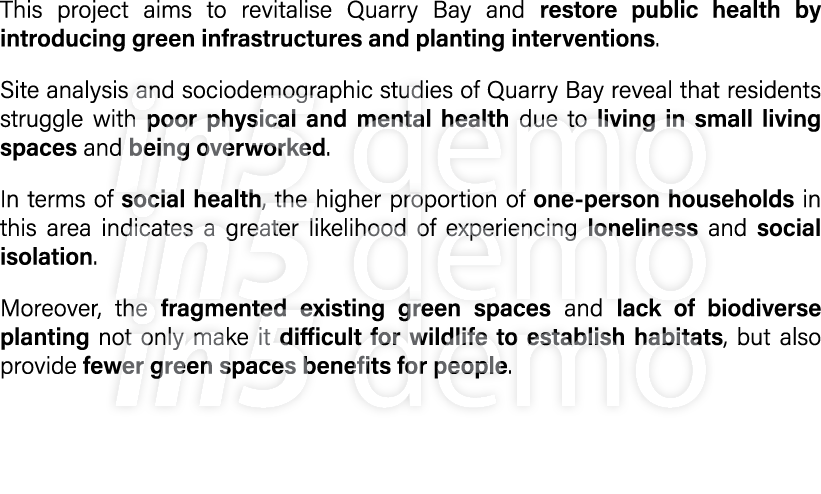 This project aims to revitalise Quarry Bay and restore public health by
introducing green infrastructures and planting interventions.
Site analysis and sociodemographic studies of Quarry Bay reveal that residents
struggle with poor physical and mental health due to living in small living
spaces and being overworked.
In terms of social health, the higher proportion of one-person households in
this area indicates a greater likelihood of experiencing loneliness and social
isolation.
Moreover, the fragmented existing green spaces and lack of biodiverse
planting not only make it difficult for wildlife to establish habitats, but also
provide fewer green spaces benefits for people.
in5 demo
in5 demo
in5 demo